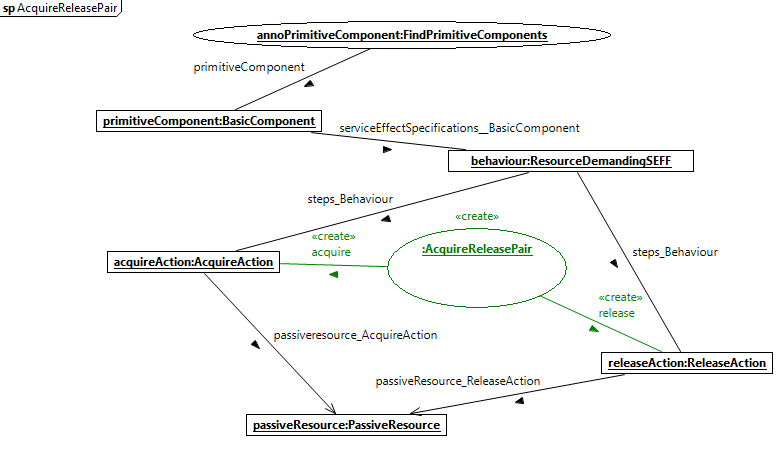 sp AcquireReleasePair
annoPrimitiveComponent:FindPrimitiveComponents
primitiveComponent
primitiveComponent:BasicComponent
serviceEffectSpecifications__BasicComponent
behaviour:ResourceDemandingSEFF
steps_Behaviour
«create»
«create»
acquire
:AcquireReleasePair
steps_Behaviour
acquireAction:AcquireAction
«create»
release
passiveresource_AcquireAction
releaseAction:ReleaseAction
passiveResource_ReleaseAction
passiveResource:PassiveResource